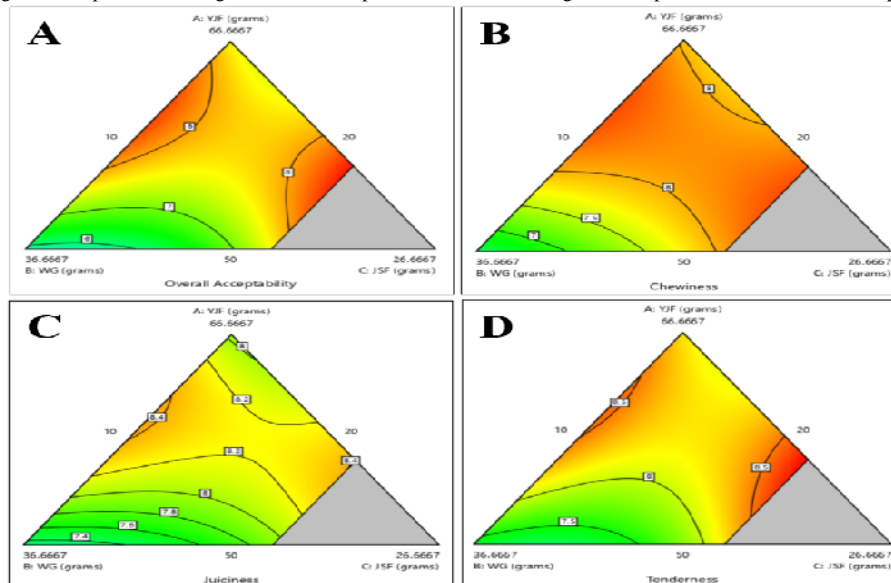 A
A: YJF (grams)
66.6667
10
20
8
8
7
6
36.6667
50
26.6667
B: WG (grams)
C: JSF (grams)
Overall Acceptability
B
A: YJF (grams)
66.6667
8
10
20
8
7.5
7
36.6667
50
26.6667
B: WG (grams)
C: JSF (grams)
Chewiness
C
A: YJF (grams)
66.6667
8
8.2
8.4
10
20
8.2
8.4
8
7.8
7.6
7.4
36.6667
50
26.6667
B: WG (grams)
C: JSF (grams)
Juiciness
D
A: YJF (grams)
66.6667
8.5
10
20
8.5
8
7.5
36.6667
50
26.6667
B: WG (grams)
C: JSF (grams)
Tenderness